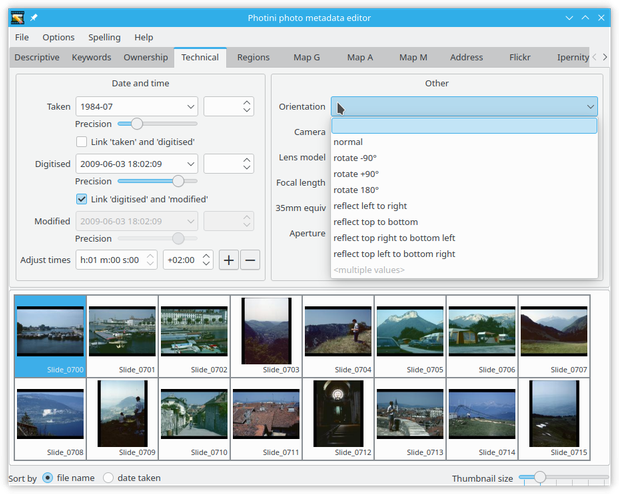 Photini photo metadata editor
File Options Spelling Help
Descriptive Keywords Ownership Technical Regions Map G Map A Map M Address Flickr Ipernity
Date and time
Taken 1984-07
Precision
Link 'taken' and 'digitised'
Digitised 2009-06-03 18:02:09
Precision
Link 'digitised' and 'modified'
Modified 2009-06-03 18:02:09
Precision
Adjust times h:01 m:00 s:00 +02:00
Other
Orientation
Camera
Lens model
Focal length
35mm equiv
Aperture
normal
rotate -90°
rotate +90°
rotate 180°
reflect left to right
reflect top to bottom
reflect top right to bottom left
reflect top left to bottom right
<multiple values>
Slide_0700 Slide_0701 Slide_0702 Slide_0703 Slide_0704 Slide_0705 Slide_0706 Slide_0707
Slide_0708 Slide_0709 Slide_0710 Slide_0711 Slide_0712 Slide_0713 Slide_0714 Slide_0715
Sort by file name date taken Thumbnail size